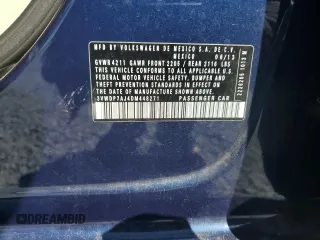 MFD BY VOLKSWAGEN DE MEXICO S.A. DE C.V.
MEXICO 06/13
GVWR 4211 GAWR FRONT 2205 / REAR 2116 LBS
THIS VEHICLE CONFORMS TO ALL APPLICABLE
FEDERAL MOTOR VEHICLE SAFETY, BUMPER,
AND THEFT PREVENTION STANDARDS IN EFFECT
ON THE DATE OF MANUFACTURE SHOWN ABOVE
3VWDP7AJ4DM449271 PASSENGER CAR
DREAMBID